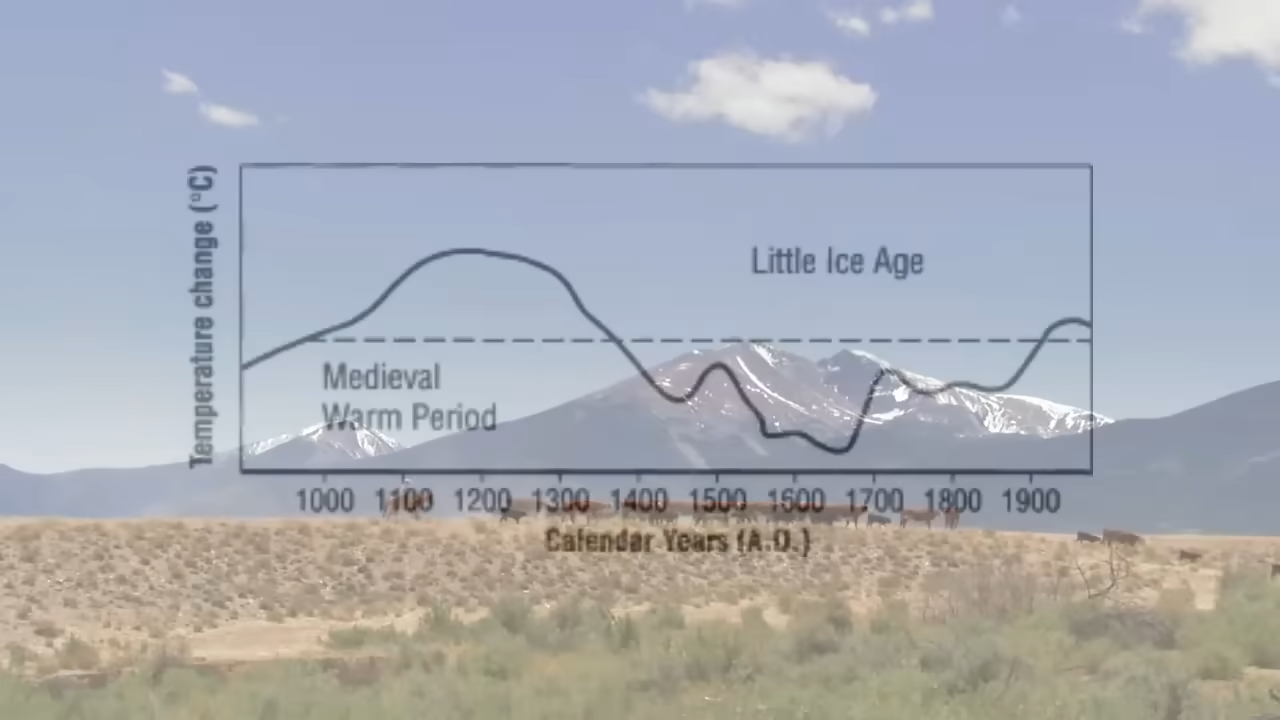 Temperature change (°C)
Little Ice Age
Medieval
Warm Period
1000 1100 1200 1300 1400 1500 1600 1700 1800 1900
Calendar Years (A.D.)